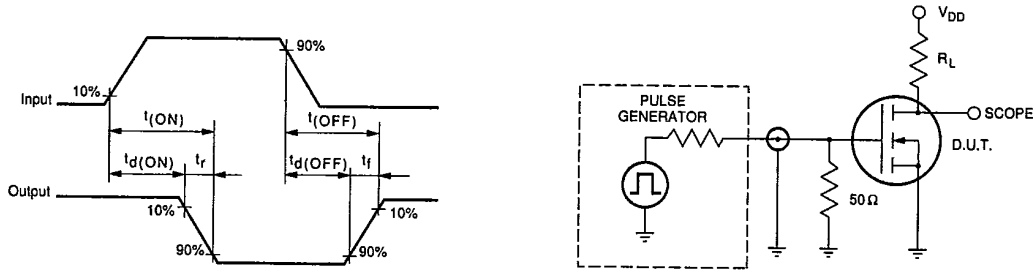 Input
10%
90%
t(ON)
t(OFF)
td(ON)
tr
td(OFF)
tf
Output
10%
90%
90%
10%
PULSE
GENERATOR
VDD
RL
SCOPE
D.U.T.
50Ω